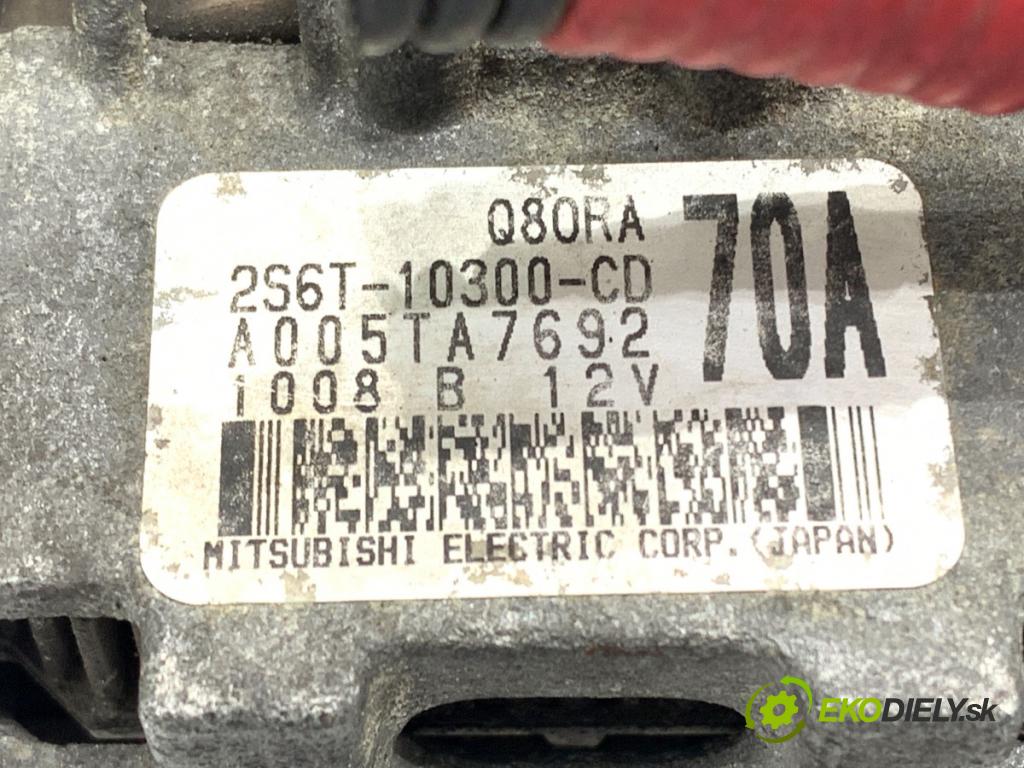 Q80RA
70A
2S6T-10300-CD
A005TA7692
1008 B 12V
MITSUBISHI ELECTRIC CORP.(JAPAN)
EKODIELY.sk